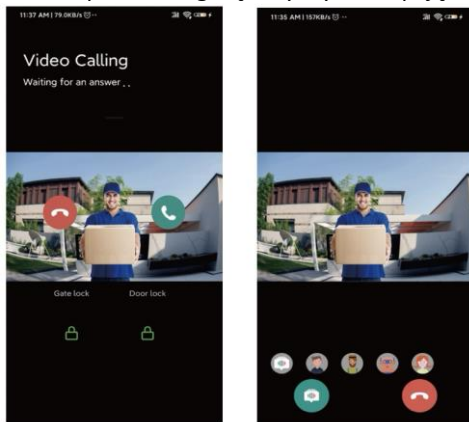 11:37 AM | 79.0KB/s
Video Calling
Waiting for an answer . .
Gate lock
Door lock
11:35 AM | 157KB/s